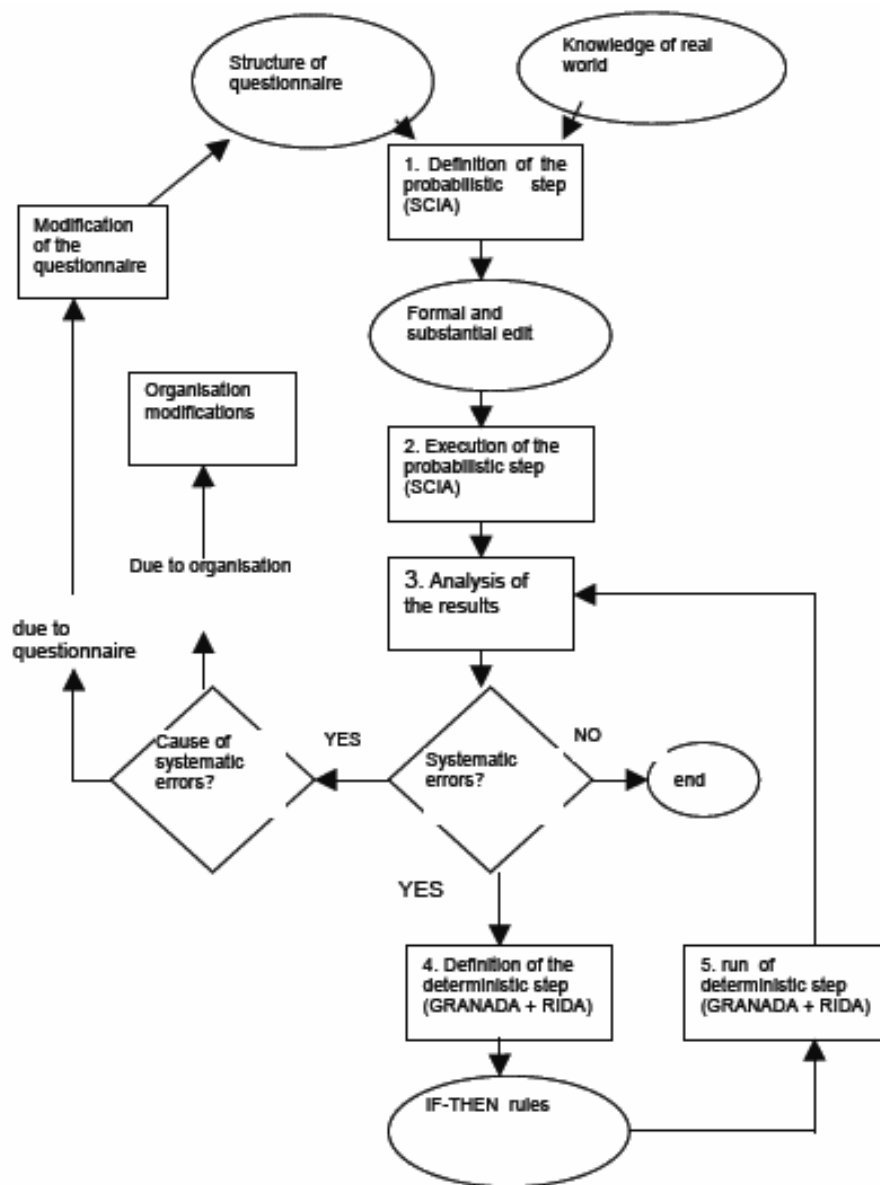 Structure of
questionnaire
Knowledge of real
world
1. Definition of the
probabilistic step
(SCIA)
Modification
of the
questionnaire
Formal and
substantial edit
Organisation
modifications
2. Execution of the
probabilistic step
(SCIA)
Due to organisation
3. Analysis of
the results
due to
questionnaire
Cause of
systematic
errors?
YES
Systematic
errors?
NO
end
YES
4. Definition of the
deterministic step
(GRANADA + RIDA)
5. run of
deterministic step
(GRANADA + RIDA)
IF-THEN rules